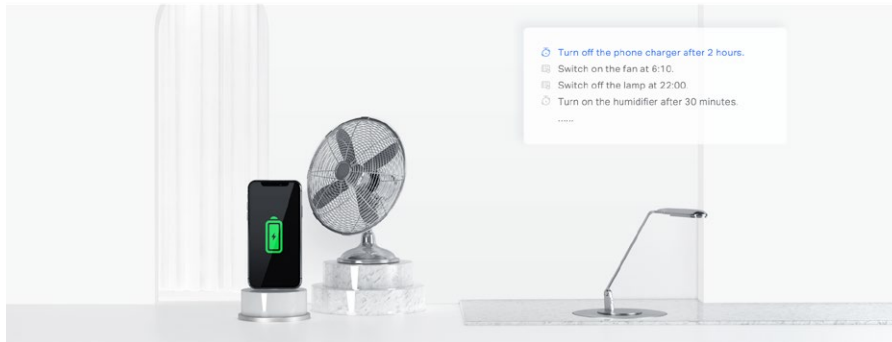 Turn off the phone charger after 2 hours.
Switch on the fan at 6:10.
Switch off the lamp at 22:00.
Turn on the humidifier after 30 minutes.
......